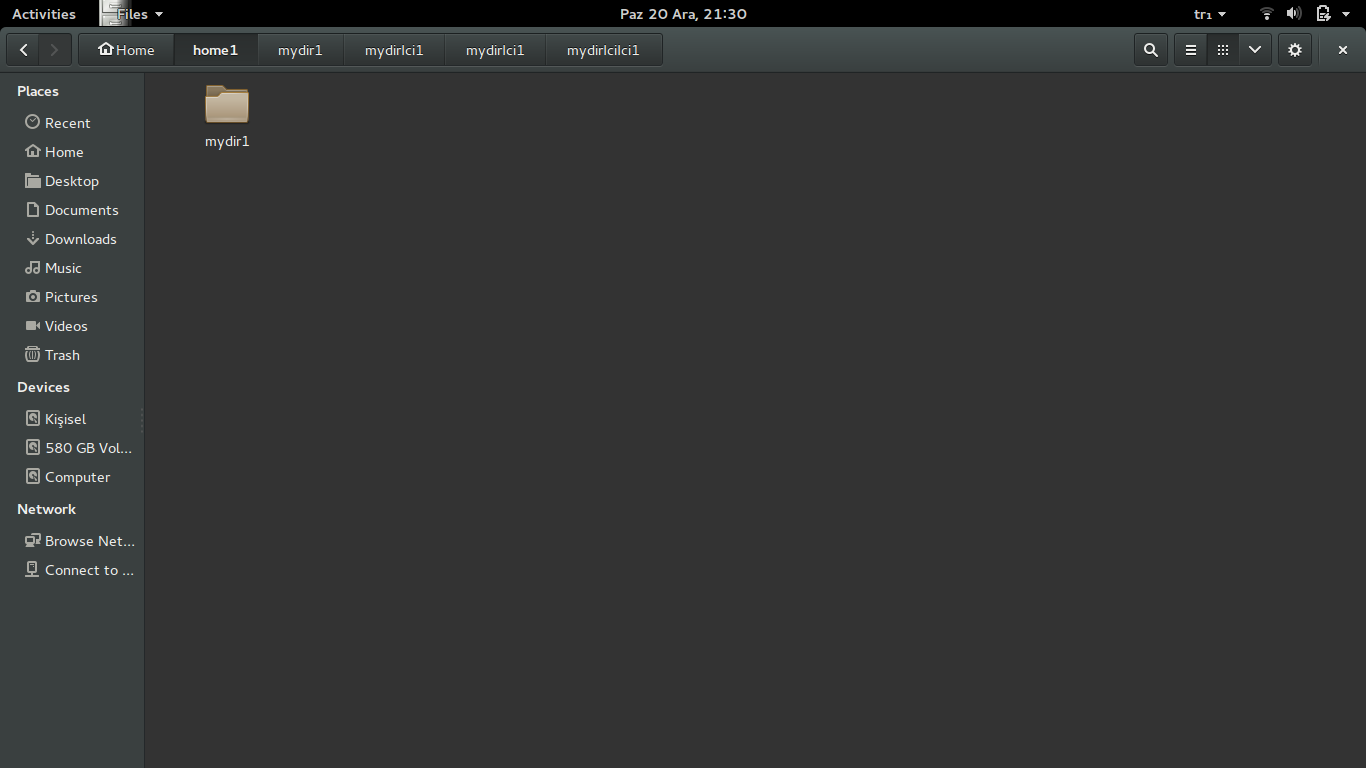 Activities Files Paz 20 Ara, 21:30 tr₁
Home home1 mydir1 mydirIci1 mydirIci1 mydirIciIci1
Places
Recent
Home
Desktop
Documents
Downloads
Music
Pictures
Videos
Trash
Devices
Kişisel
580 GB Vol...
Computer
Network
Browse Net...
Connect to ...
mydir1